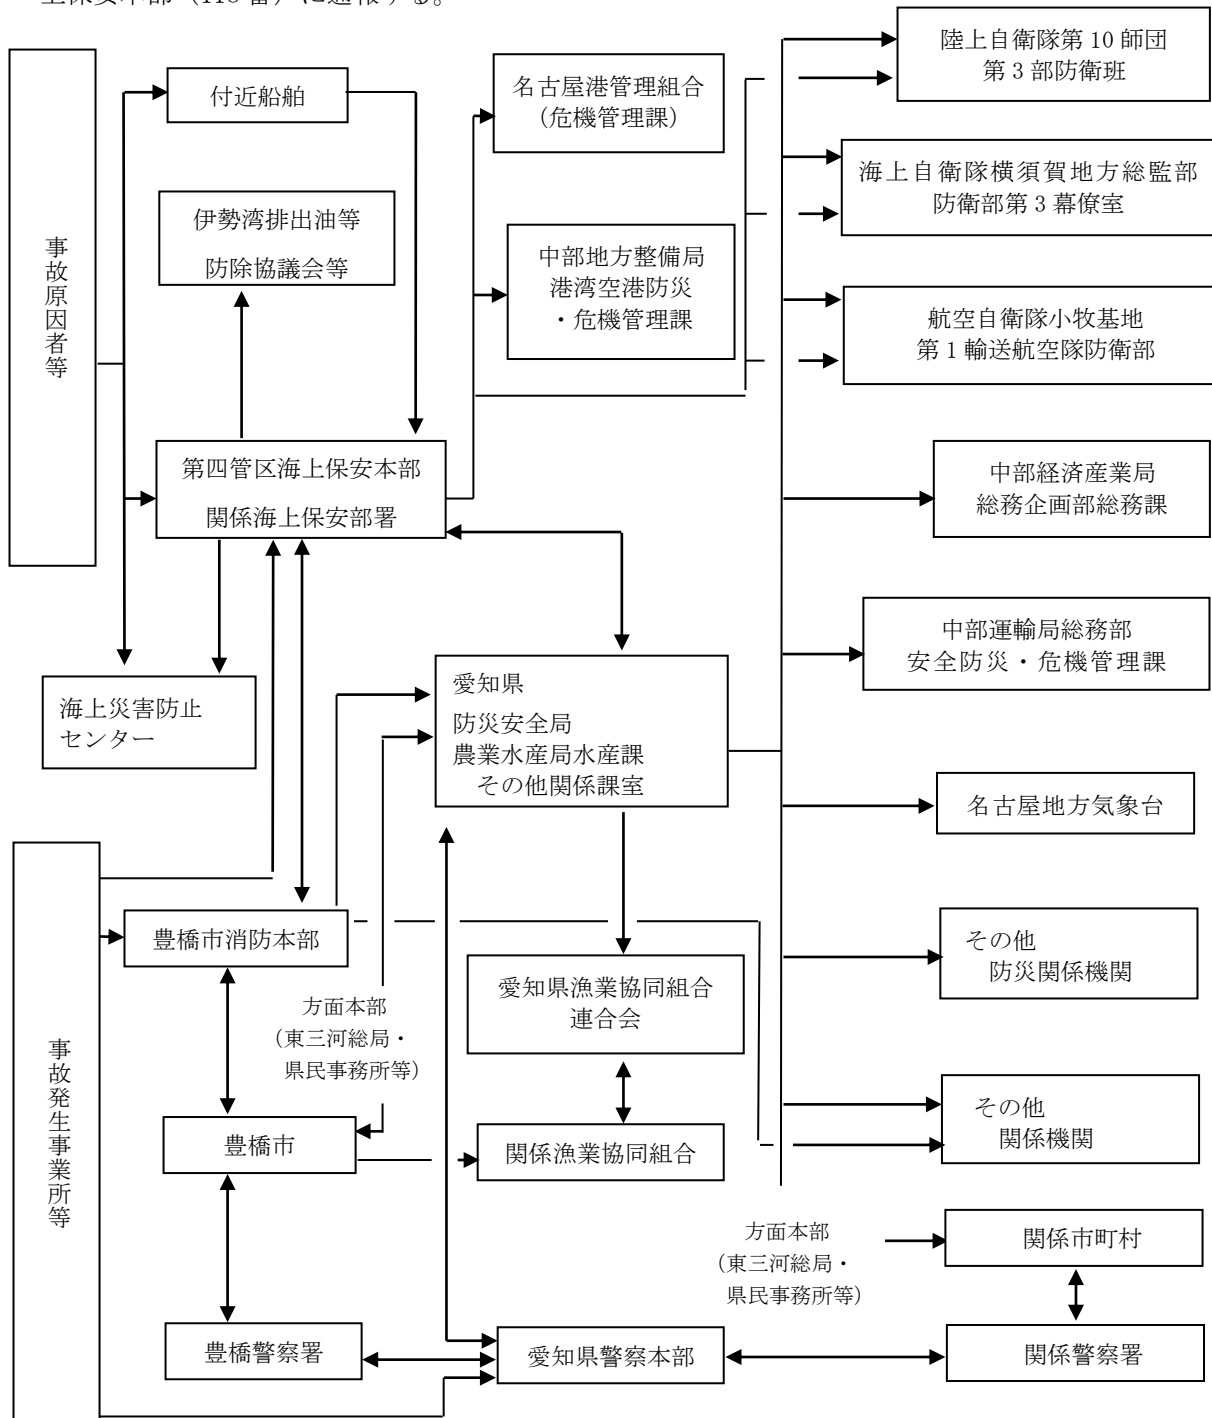 上保安本部（118 番）に通報する。
事故原因者等
付近船舶
伊勢湾排出油等
防除協議会等
第四管区海上保安本部
関係海上保安部署
海上災害防止
センター
名古屋港管理組合
（危機管理課）
中部地方整備局
港湾空港防災
・危機管理課
陸上自衛隊第 10 師団
第 3 部防衛班
海上自衛隊横須賀地方総監部
防衛部第 3 幕僚室
航空自衛隊小牧基地
第 1 輸送航空隊防衛部
中部経済産業局
総務企画部総務課
中部運輸局総務部
安全防災・危機管理課
愛知県
防災安全局
農業水産局水産課
その他関係課室
名古屋地方気象台
事故発生事業所等
豊橋市消防本部
方面本部
（東三河総局・
県民事務所等）
愛知県漁業協同組合
連合会
その他
防災関係機関
豊橋市
関係漁業協同組合
その他
関係機関
方面本部
（東三河総局・
県民事務所等）
関係市町村
豊橋警察署
愛知県警察本部
関係警察署